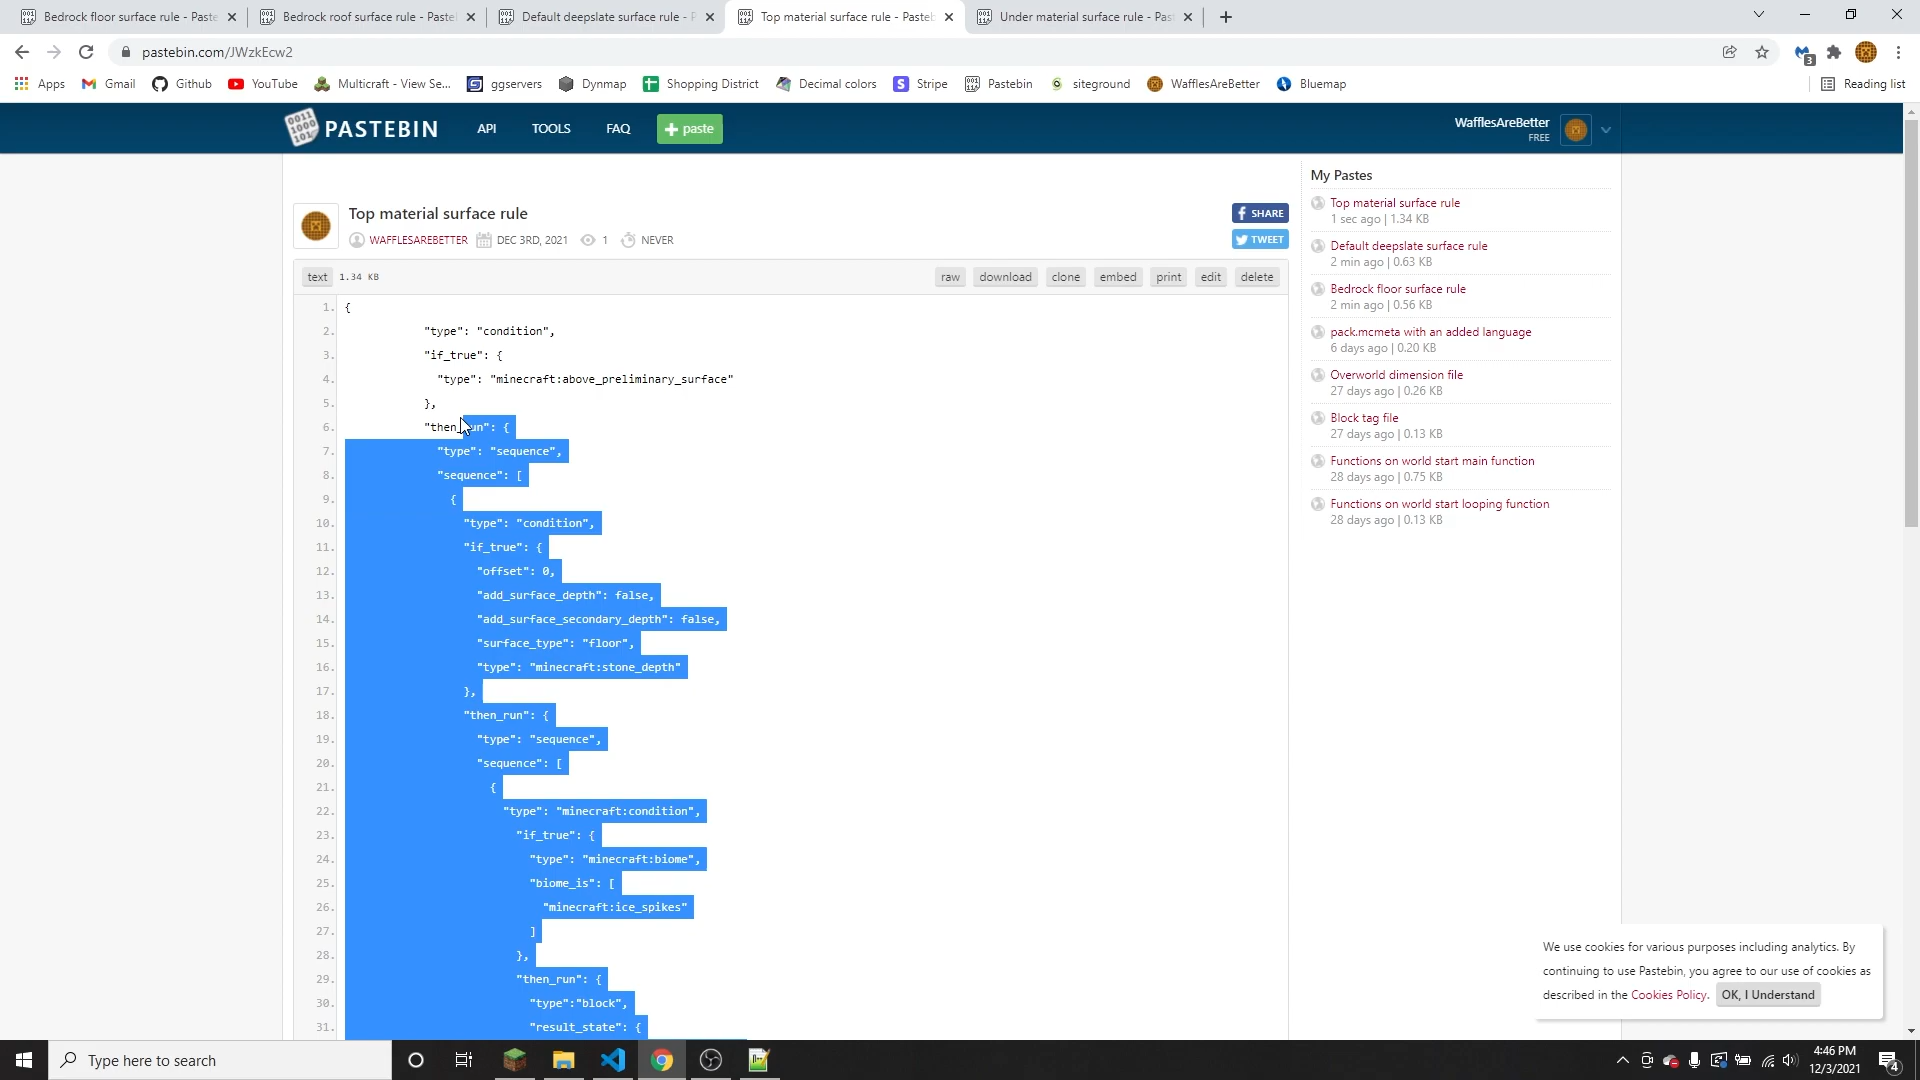 Bedrock floor surface rule - Paste
Bedrock roof surface rule - Paste
Default deepslate surface rule - P
Top material surface rule - Pasteb
Under material surface rule - Past
pastebin.com/JWzkEcw2
3
Apps
Gmail
Github
YouTube
Multicraft - View Se...
ggservers
Dynmap
Shopping District
Decimal colors
Stripe
Pastebin
siteground
WafflesAreBetter
Bluemap
Reading list
PASTEBIN
API
TOOLS
FAQ
+ paste
WafflesAreBetter
FREE
Top material surface rule
WAFFLESAREBETTER DEC 3RD, 2021 1 NEVER
SHARE
TWEET
text 1.34 KB
raw download clone embed print edit delete
1. {
2. "type": "condition",
3. "if_true": {
4. "type": "minecraft:above_preliminary_surface"
5. },
6. "then_run": {
7. "type": "sequence",
8. "sequence": [
9. {
10. "type": "condition",
11. "if_true": {
12. "offset": 0,
13. "add_surface_depth": false,
14. "add_surface_secondary_depth": false,
15. "surface_type": "floor",
16. "type": "minecraft:stone_depth"
17. },
18. "then_run": {
19. "type": "sequence",
20. "sequence": [
21. {
22. "type": "minecraft:condition",
23. "if_true": {
24. "type": "minecraft:biome",
25. "biome_is": [
26. "minecraft:ice_spikes"
27. ]
28. },
29. "then_run": {
30. "type":"block",
31. "result_state": {
My Pastes
Top material surface rule
1 sec ago | 1.34 KB
Default deepslate surface rule
2 min ago | 0.63 KB
Bedrock floor surface rule
2 min ago | 0.56 KB
pack.mcmeta with an added language
6 days ago | 0.20 KB
Overworld dimension file
27 days ago | 0.26 KB
Block tag file
27 days ago | 0.13 KB
Functions on world start main function
28 days ago | 0.75 KB
Functions on world start looping function
28 days ago | 0.13 KB
We use cookies for various purposes including analytics. By
continuing to use Pastebin, you agree to our use of cookies as
described in the Cookies Policy. OK, I Understand
Type here to search
4:46 PM
12/3/2021
4